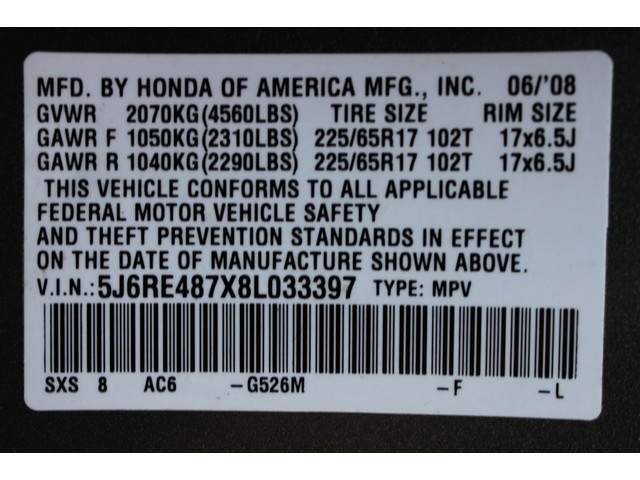 MFD. BY HONDA OF AMERICA MFG., INC. 06/'08
GVWR 2070KG(4560LBS) TIRE SIZE RIM SIZE
GAWR F 1050KG(2310LBS) 225/65R17 102T 17x6.5J
GAWR R 1040KG(2290LBS) 225/65R17 102T 17x6.5J
THIS VEHICLE CONFORMS TO ALL APPLICABLE
FEDERAL MOTOR VEHICLE SAFETY
AND THEFT PREVENTION STANDARDS IN EFFECT
ON THE DATE OF MANUFACTURE SHOWN ABOVE.
V.I.N.:5J6RE487X8L033397 TYPE: MPV
SXS 8 AC6 -G526M -F -L